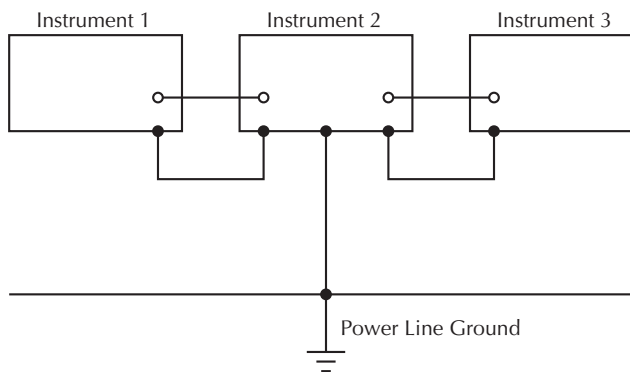 Instrument 1
Instrument 2
Instrument 3
Power Line Ground